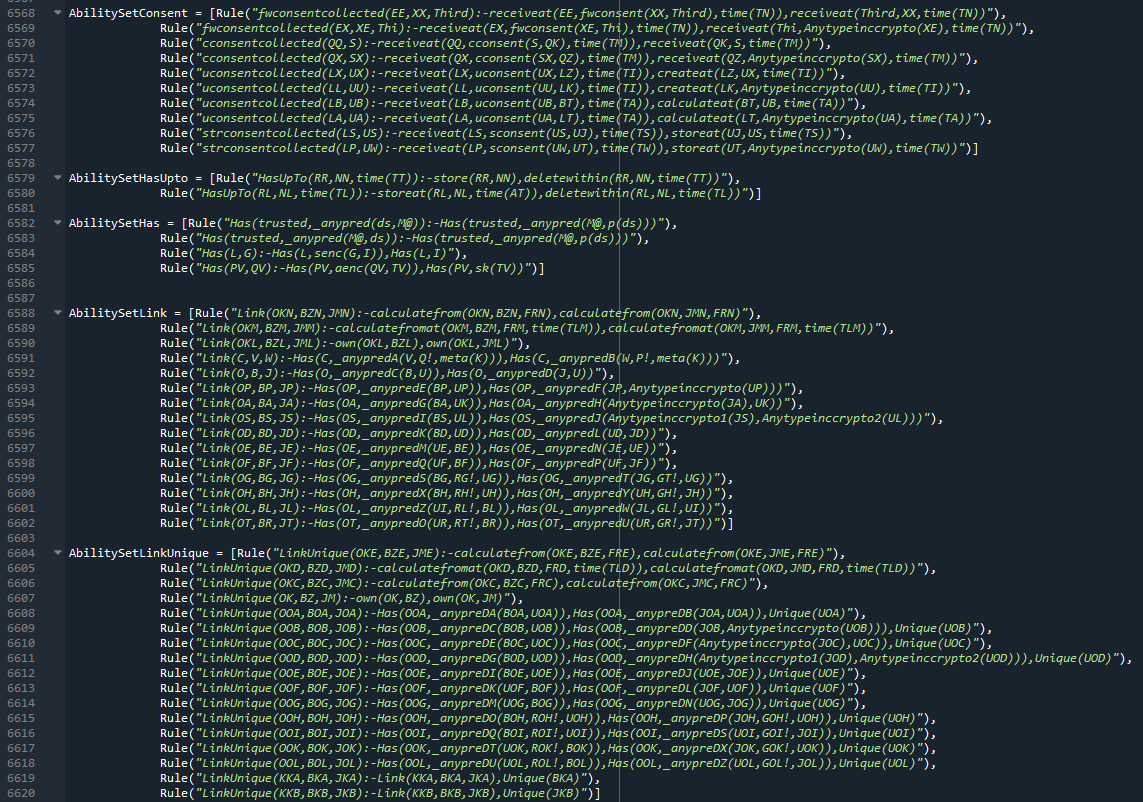 6568 AbilitySetConsent = [Rule("fwconsentcollected(EE,XX,Third):-receiveat(EE,fwconsent(XX,Third),time(TN)),receiveat(Third,XX,time(TN))"),
6569 Rule("fwconsentcollected(EX,XE,Thi):-receiveat(EX,fwconsent(XE,Thi),time(TN)),receiveat(Thi,Anytypeinccrypto(XE),time(TN))"),
6570 Rule("cconsentcollected(QQ,S):-receiveat(QQ,cconsent(S,QK),time(TM)),receiveat(QK,S,time(TM))"),
6571 Rule("cconsentcollected(QX,SX):-receiveat(QX,cconsent(SX,QZ),time(TM)),receiveat(QZ,Anytypeinccrypto(SX),time(TM))"),
6572 Rule("uconsentcollected(LX,UX):-receiveat(LX,uconsent(UX,LZ),time(TI)),createat(LZ,UX,time(TI))"),
6573 Rule("uconsentcollected(LL,UU):-receiveat(LL,uconsent(UU,LK),time(TI)),createat(LK,Anytypeinccrypto(UU),time(TI))"),
6574 Rule("uconsentcollected(LB,UB):-receiveat(LB,uconsent(UB,BT),time(TA)),calculateat(BT,UB,time(TA))"),
6575 Rule("uconsentcollected(LA,UA):-receiveat(LA,uconsent(UA,LT),time(TA)),calculateat(LT,Anytypeinccrypto(UA),time(TA))"),
6576 Rule("strconsentcollected(LS,US):-receiveat(LS,sconsent(US,UJ),time(TS)),storeat(UJ,US,time(TS))"),
6577 Rule("strconsentcollected(LP,UW):-receiveat(LP,sconsent(UW,UT),time(TW)),storeat(UT,Anytypeinccrypto(UW),time(TW))")]
6578
6579 AbilitySetHasUpto = [Rule("HasUpTo(RR,NN,time(TT)):-store(RR,NN),deletewithin(RR,NN,time(TT))"),
6580 Rule("HasUpTo(RL,NL,time(TL)):-storeat(RL,NL,time(AT)),deletewithin(RL,NL,time(TL))")]
6581
6582 AbilitySetHas = [Rule("Has(trusted,_anypred(ds,M@)):-Has(trusted,_anypred(M@,p(ds)))"),
6583 Rule("Has(trusted,_anypred(M@,ds)):-Has(trusted,_anypred(M@,p(ds)))"),
6584 Rule("Has(L,G):-Has(L,senc(G,I)),Has(L,I)"),
6585 Rule("Has(PV,QV):-Has(PV,aenc(QV,TV)),Has(PV,sk(TV))")]
6586
6587
6588 AbilitySetLink = [Rule("Link(OKN,BZN,JMN):-calculatefrom(OKN,BZN,FRN),calculatefrom(OKN,JMN,FRN)"),
6589 Rule("Link(OKM,BZM,JMM):-calculatefromat(OKM,BZM,FRM,time(TLM)),calculatefromat(OKM,JMM,FRM,time(TLM))"),
6590 Rule("Link(OKL,BZL,JML):-own(OKL,BZL),own(OKL,JML)"),
6591 Rule("Link(C,V,W):-Has(C,_anypredA(V,Q!,meta(K))),Has(C,_anypredB(W,P!,meta(K)))"),
6592 Rule("Link(O,B,J):-Has(O,_anypredC(B,U)),Has(O,_anypredD(J,U))"),
6593 Rule("Link(OP,BP,JP):-Has(OP,_anypredE(BP,UP)),Has(OP,_anypredF(JP,Anytypeinccrypto(UP)))"),
6594 Rule("Link(OA,BA,JA):-Has(OA,_anypredG(BA,UK)),Has(OA,_anypredH(Anytypeinccrypto(JA),UK))"),
6595 Rule("Link(OS,BS,JS):-Has(OS,_anypredI(BS,UL)),Has(OS,_anypredJ(Anytypeinccrypto1(JS),Anytypeinccrypto2(UL)))"),
6596 Rule("Link(OD,BD,JD):-Has(OD,_anypredK(BD,UD)),Has(OD,_anypredL(UD,JD))"),
6597 Rule("Link(OE,BE,JE):-Has(OE,_anypredM(UE,BE)),Has(OE,_anypredN(JE,UE))"),
6598 Rule("Link(OF,BF,JF):-Has(OF,_anypredQ(UF,BF)),Has(OF,_anypredP(UF,JF))"),
6599 Rule("Link(OG,BG,JG):-Has(OG,_anypredS(BG,RG!,UG)),Has(OG,_anypredT(JG,GT!,UG))"),
6600 Rule("Link(OH,BH,JH):-Has(OH,_anypredX(BH,RH!,UH)),Has(OH,_anypredY(UH,GH!,JH))"),
6601 Rule("Link(OL,BL,JL):-Has(OL,_anypredZ(UI,RL!,BL)),Has(OL,_anypredW(JL,GL!,UI))"),
6602 Rule("Link(OT,BR,JT):-Has(OT,_anypredO(UR,RT!,BR)),Has(OT,_anypredU(UR,GR!,JT))")]
6603
6604 AbilitySetLinkUnique = [Rule("LinkUnique(OKE,BZE,JME):-calculatefrom(OKE,BZE,FRE),calculatefrom(OKE,JME,FRE)"),
6605 Rule("LinkUnique(OKD,BZD,JMD):-calculatefromat(OKD,BZD,FRD,time(TLD)),calculatefromat(OKD,JMD,FRD,time(TLD))"),
6606 Rule("LinkUnique(OKC,BZC,JMC):-calculatefrom(OKC,BZC,FRC),calculatefrom(OKC,JMC,FRC)"),
6607 Rule("LinkUnique(OK,BZ,JM):-own(OK,BZ),own(OK,JM)"),
6608 Rule("LinkUnique(OOA,BOA,JOA):-Has(OOA,_anypreDA(BOA,UOA)),Has(OOA,_anypreDB(JOA,UOA)),Unique(UOA)"),
6609 Rule("LinkUnique(OOB,BOB,JOB):-Has(OOB,_anypreDC(BOB,UOB)),Has(OOB,_anypreDD(JOB,Anytypeinccrypto(UOB))),Unique(UOB)"),
6610 Rule("LinkUnique(OOC,BOC,JOC):-Has(OOC,_anypreDE(BOC,UOC)),Has(OOC,_anypreDF(Anytypeinccrypto(JOC),UOC)),Unique(UOC)"),
6611 Rule("LinkUnique(OOD,BOD,JOD):-Has(OOD,_anypreDG(BOD,UOD)),Has(OOD,_anypreDH(Anytypeinccrypto1(JOD),Anytypeinccrypto2(UOD))),Unique(UOD)"),
6612 Rule("LinkUnique(OOE,BOE,JOE):-Has(OOE,_anypreDI(BOE,UOE)),Has(OOE,_anypreDJ(UOE,JOE)),Unique(UOE)"),
6613 Rule("LinkUnique(OOF,BOF,JOF):-Has(OOF,_anypreDK(UOF,BOF)),Has(OOF,_anypreDL(JOF,UOF)),Unique(UOF)"),
6614 Rule("LinkUnique(OOG,BOG,JOG):-Has(OOG,_anypreDM(UOG,BOG)),Has(OOG,_anypreDN(UOG,JOG)),Unique(UOG)"),
6615 Rule("LinkUnique(OOH,BOH,JOH):-Has(OOH,_anypreDO(BOH,ROH!,UOH)),Has(OOH,_anypreDP(JOH,GOH!,UOH)),Unique(UOH)"),
6616 Rule("LinkUnique(OOI,BOI,JOI):-Has(OOI,_anypreDQ(BOI,ROI!,UOI)),Has(OOI,_anypreDS(UOI,GOI!,JOI)),Unique(UOI)"),
6617 Rule("LinkUnique(OOK,BOK,JOK):-Has(OOK,_anypreDT(UOK,ROK!,BOK)),Has(OOK,_anypreDX(JOK,GOK!,UOK)),Unique(UOK)"),
6618 Rule("LinkUnique(OOL,BOL,JOL):-Has(OOL,_anypreDU(UOL,ROL!,BOL)),Has(OOL,_anypreDZ(UOL,GOL!,JOL)),Unique(UOL)"),
6619 Rule("LinkUnique(KKA,BKA,JKA):-Link(KKA,BKA,JKA),Unique(BKA)"),
6620 Rule("LinkUnique(KKB,BKB,JKB):-Link(KKB,BKB,JKB),Unique(JKB)")]